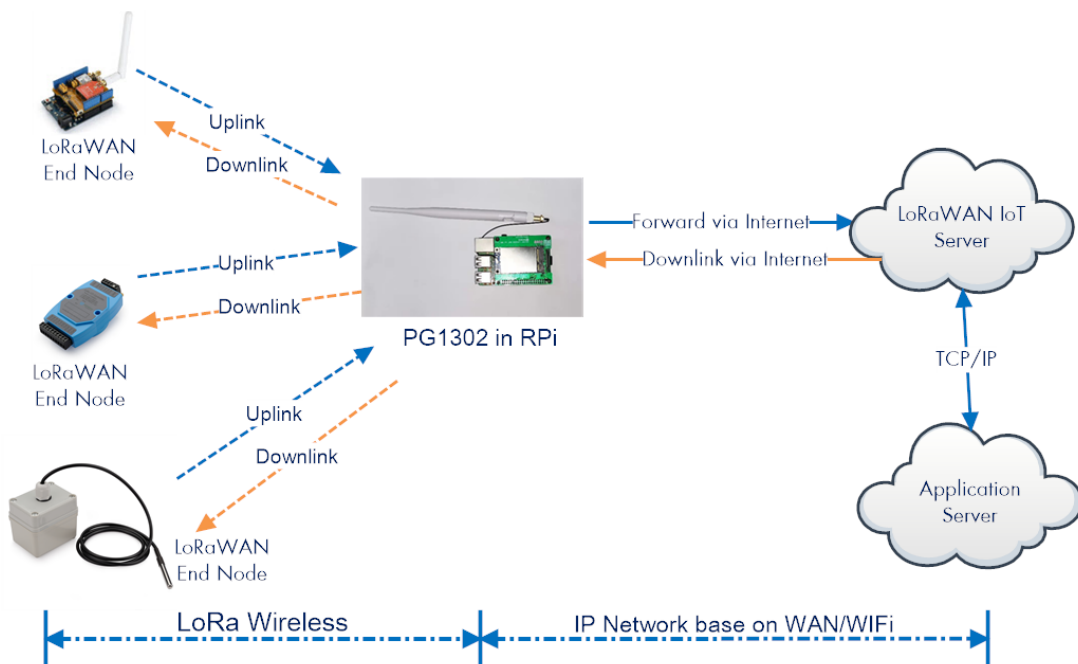 Uplink
Downlink
LoRaWAN
End Node
Uplink
Downlink
LoRaWAN
End Node
Uplink
Downlink
LoRaWAN
End Node
PG1302 in RPi
Forward via Internet
Downlink via Internet
LoRaWAN IoT
Server
TCP/IP
Application
Server
LoRa Wireless
IP Network base on WAN/WIFi